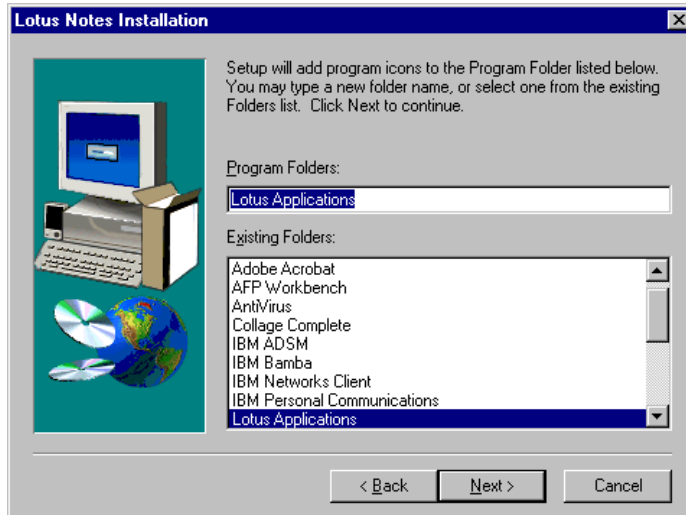 Lotus Notes Installation
Setup will add program icons to the Program Folder listed below.
You may type a new folder name, or select one from the existing
Folders list. Click Next to continue.
Program Folders:
Lotus Applications
Existing Folders:
Adobe Acrobat
AFP Workbench
AntiVirus
Collage Complete
IBM ADSM
IBM Bamba
IBM Networks Client
IBM Personal Communications
Lotus Applications
< Back Next > Cancel